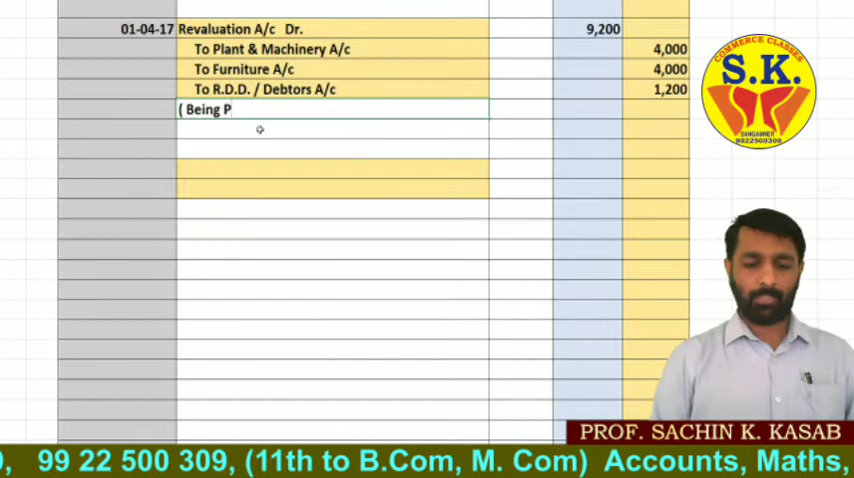 01-04-17 Revaluation A/c Dr. 9,200
To Plant & Machinery A/c 4,000
To Furniture A/c 4,000
To R.D.D. / Debtors A/c 1,200
( Being P
COMMERCE CLASSES
S.K.
SANGAMNER
9922500309
PROF. SACHIN K. KASAB
, 99 22 500 309, (11th to B.Com, M. Com) Accounts, Maths,